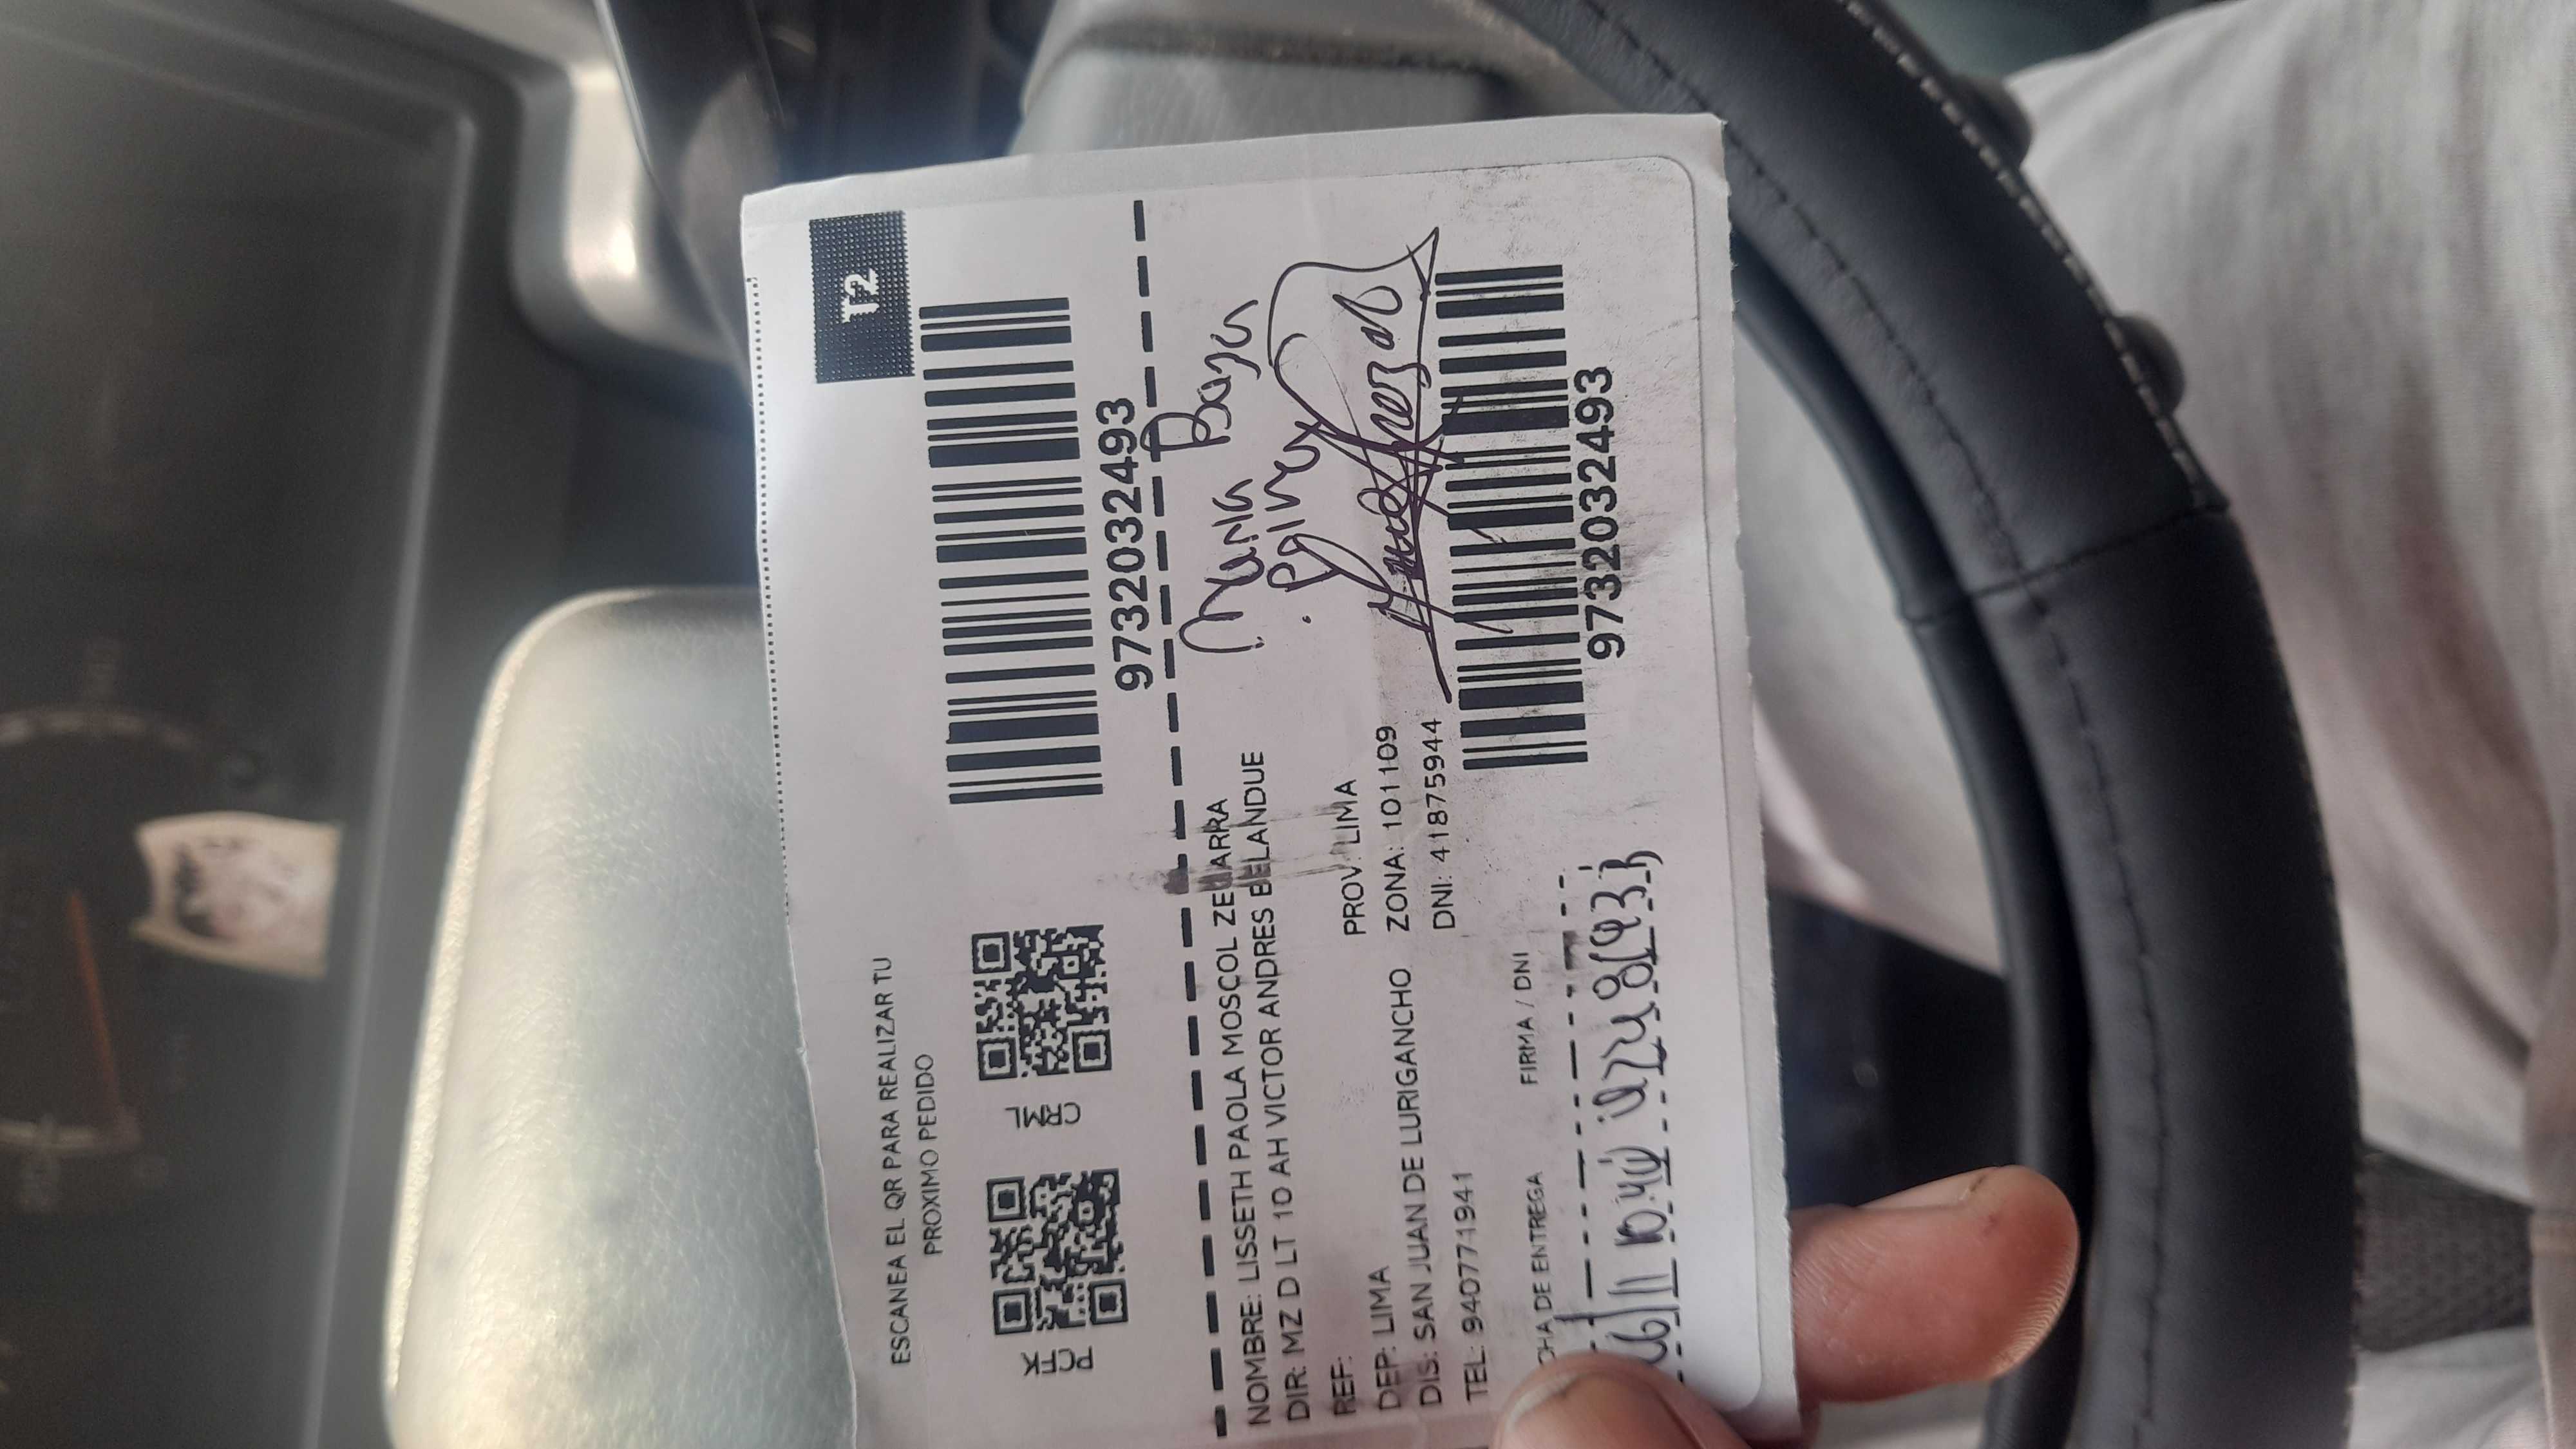 T2
ESCANEA EL QR PARA REALIZAR TU
PROXIMO PEDIDO
PCFK
CRML
9732032493
NOMBRE: LISSETH PAOLA MOSCOL ZEGARRA
DIR: MZ D LT 10 AH VICTOR ANDRES BELANDUE
REF:
DEP: LIMA PROV: LIMA
DIS: SAN JUAN DE LURIGANCHO ZONA: 101109
TEL: 940771941 DNI: 41875944
CHA DE ENTREGA FIRMA / DNI
9732032493